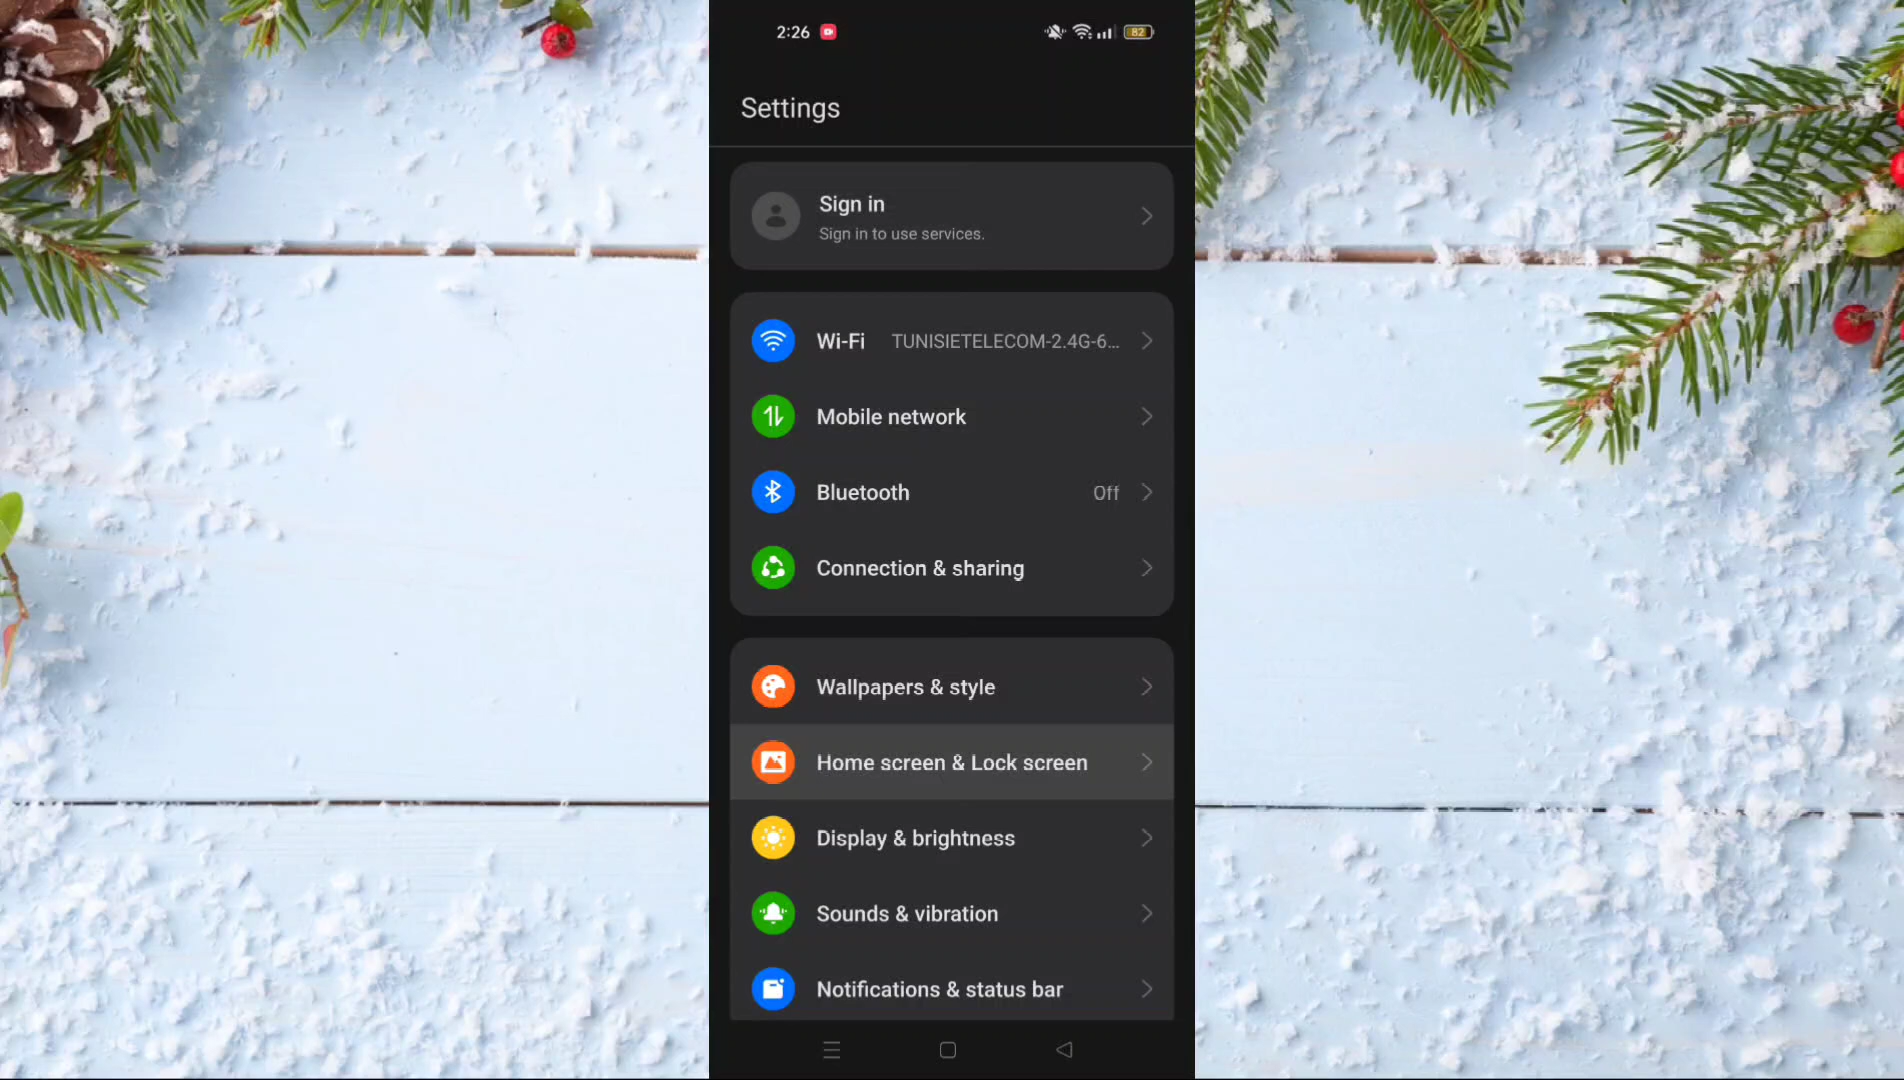 2:26
82
Settings
Sign in
Sign in to use services.
Wi-Fi TUNISIETELECOM-2.4G-6...
Mobile network
Bluetooth Off
Connection & sharing
Wallpapers & style
Home screen & Lock screen
Display & brightness
Sounds & vibration
Notifications & status bar